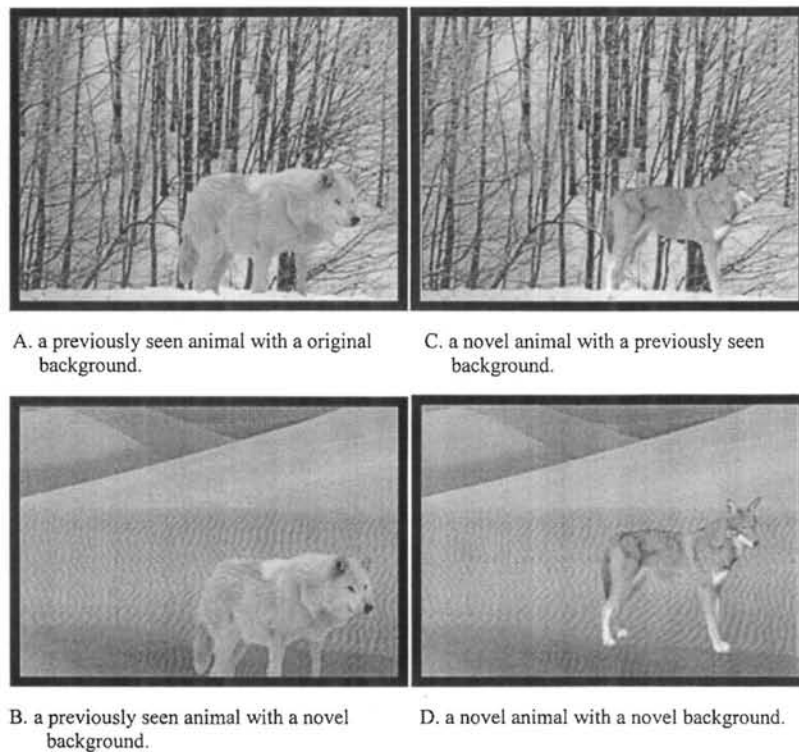 A. a previously seen animal with a original
background.
C. a novel animal with a previously seen
background.
B. a previously seen animal with a novel
background.
D. a novel animal with a novel background.